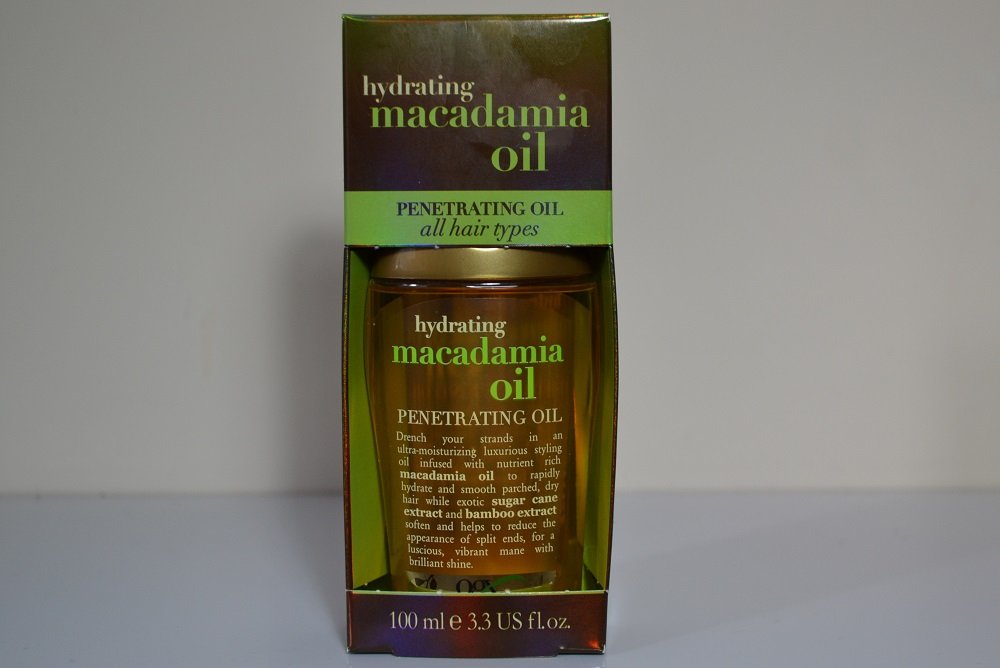 hydrating
macadamia
oil
PENETRATING OIL
all hair types
hydrating
macadamia
oil
PENETRATING OIL
Drench your strands in an
ultra-moisturizing luxurious styling
oil infused with nutrient rich
macadamia oil to rapidly
hydrate and smooth parched, dry
hair while exotic sugar cane
extract and bamboo extract
soften and helps to reduce the
appearance of split ends, for a
luscious, vibrant mane with
brilliant shine.
ogx
100 ml e 3.3 US fl.oz.